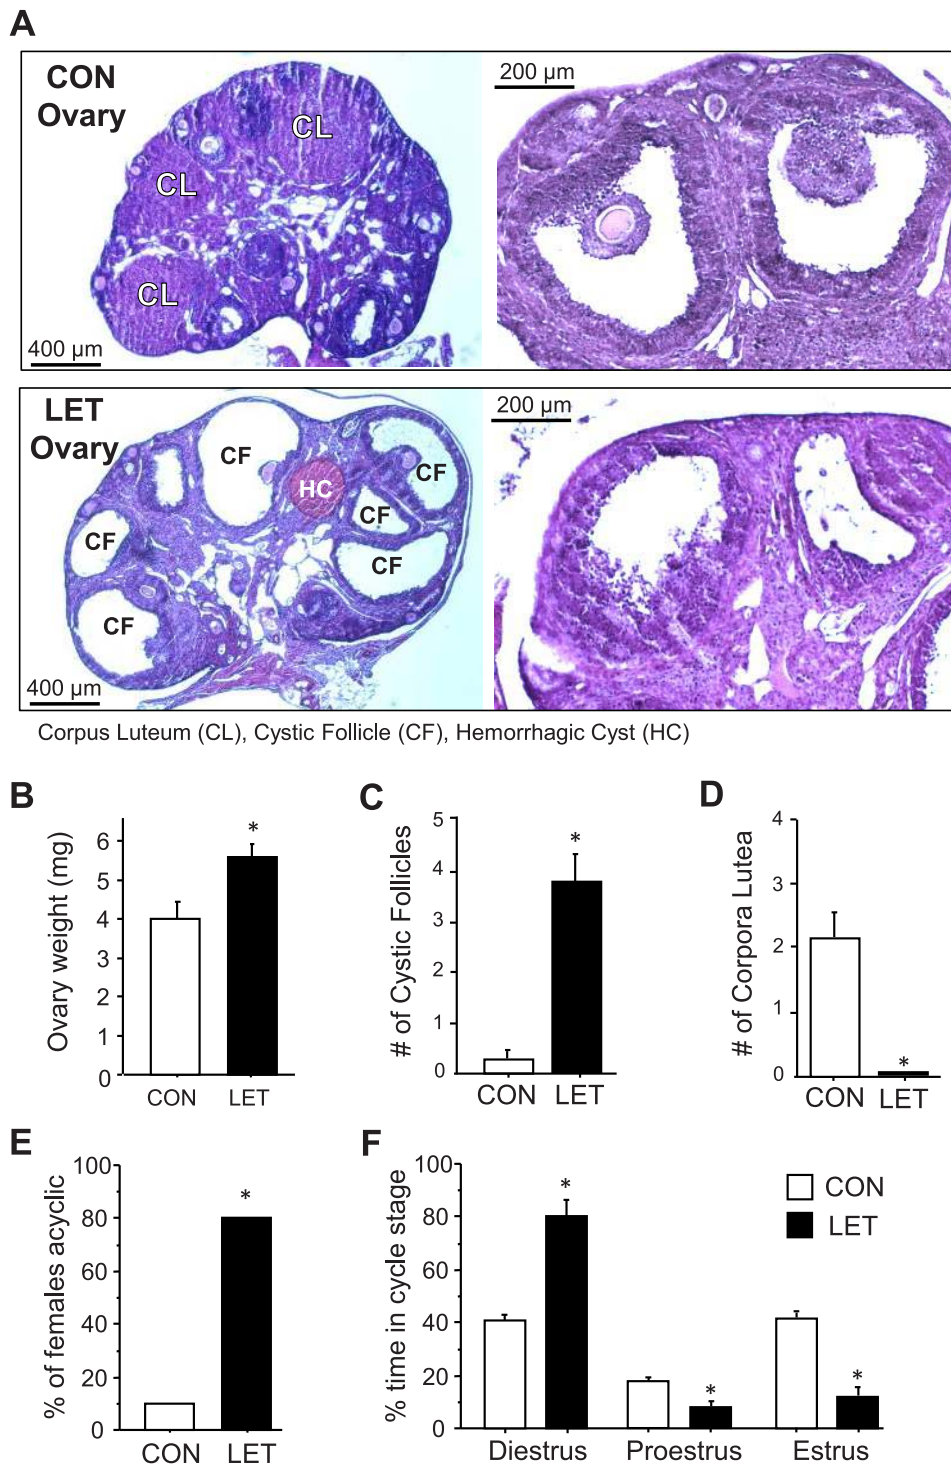 A
CON
Ovary
CL
CL
CL
400 µm
200 µm
LET
Ovary
CF
HC
CF
CF
CF
CF
CF
400 µm
200 µm
Corpus Luteum (CL), Cystic Follicle (CF), Hemorrhagic Cyst (HC)
B
Ovary weight (mg)
6
5
4
3
2
1
0
*
CON LET
C
# of Cystic Follicles
5
4
3
2
1
0
*
CON LET
D
# of Corpora Lutea
4
3
2
1
0
*
CON LET
E
% of females acyclic
100
80
60
40
20
0
*
CON LET
F
% time in cycle stage
100
80
60
40
20
0
*
*
*
Diestrus Proestrus Estrus
CON
LET